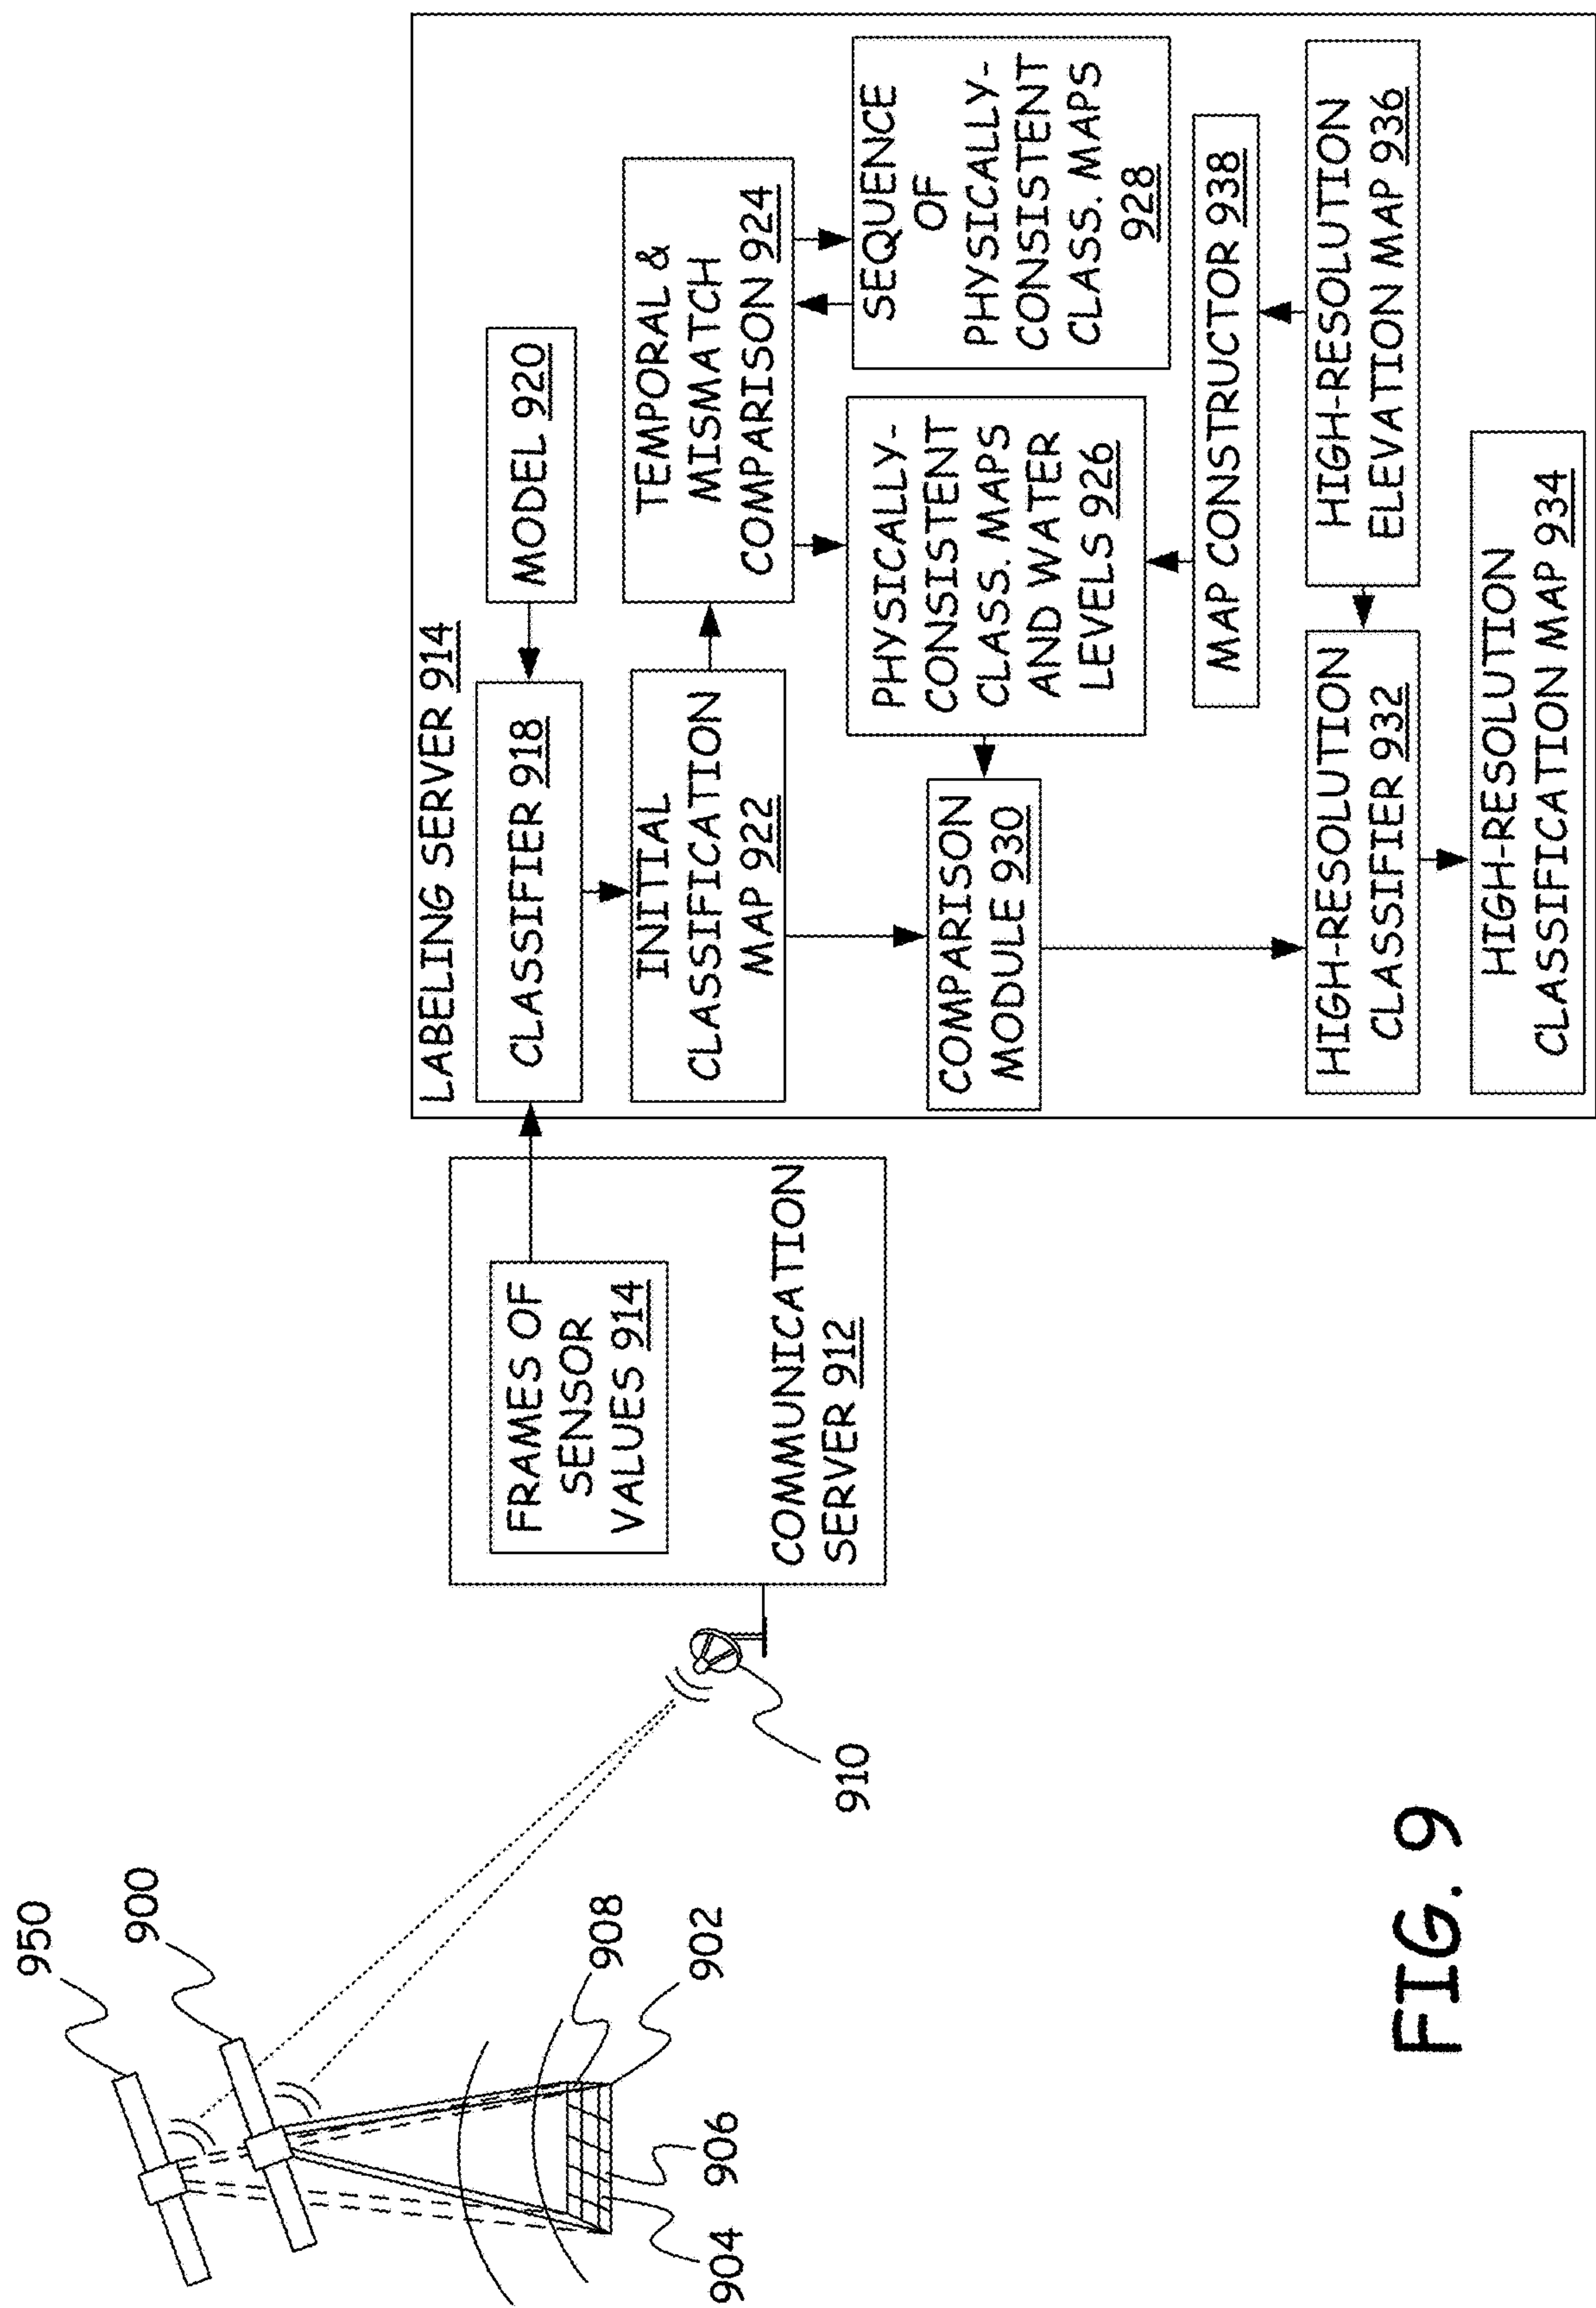 950
900
908
902
906
904
910
FRAMES OF
SENSOR
VALUES 914
COMMUNICATION
SERVER 912
LABELING SERVER 914
CLASSIFIER 918
MODEL 920
INITIAL
CLASSIFICATION
MAP 922
TEMPORAL &
MISMATCH
COMPARISON 924
PHYSICALLY-
CONSISTENT
CLASS. MAPS
AND WATER
LEVELS 926
SEQUENCE
OF
PHYSICALLY-
CONSISTENT
CLASS. MAPS
928
COMPARISON
MODULE 930
MAP CONSTRUCTOR 938
HIGH-RESOLUTION
CLASSIFIER 932
HIGH-RESOLUTION
ELEVATION MAP 936
HIGH-RESOLUTION
CLASSIFICATION MAP 934
FIG. 9